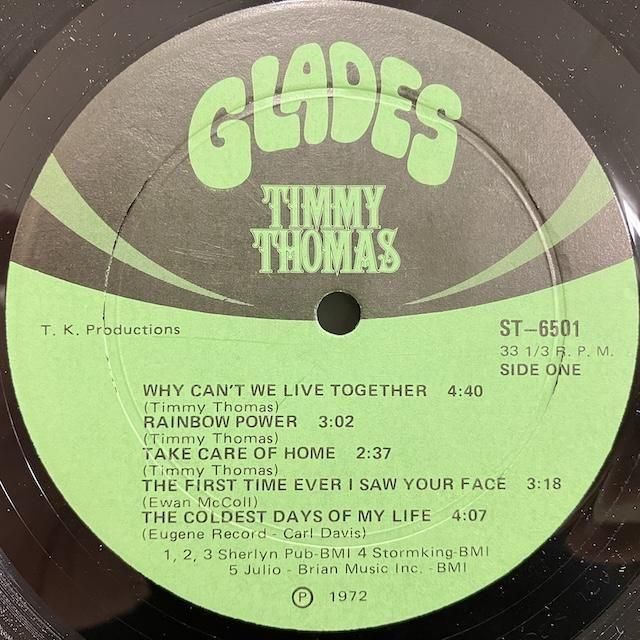 GLADES
TIMMY
THOMAS
T. K. Productions
ST-6501
33 1/3 R. P. M.
SIDE ONE
WHY CAN'T WE LIVE TOGETHER 4:40
(Timmy Thomas)
RAINBOW POWER 3:02
(Timmy Thomas)
TAKE CARE OF HOME 2:37
(Timmy Thomas)
THE FIRST TIME EVER I SAW YOUR FACE 3:18
(Ewan McColl)
THE COLDEST DAYS OF MY LIFE 4:07
(Eugene Record - Carl Davis)
1, 2, 3 Sherlyn Pub-BMI 4 Stormking-BMI
5 Julio - Brian Music Inc. -BMI
Ⓟ 1972